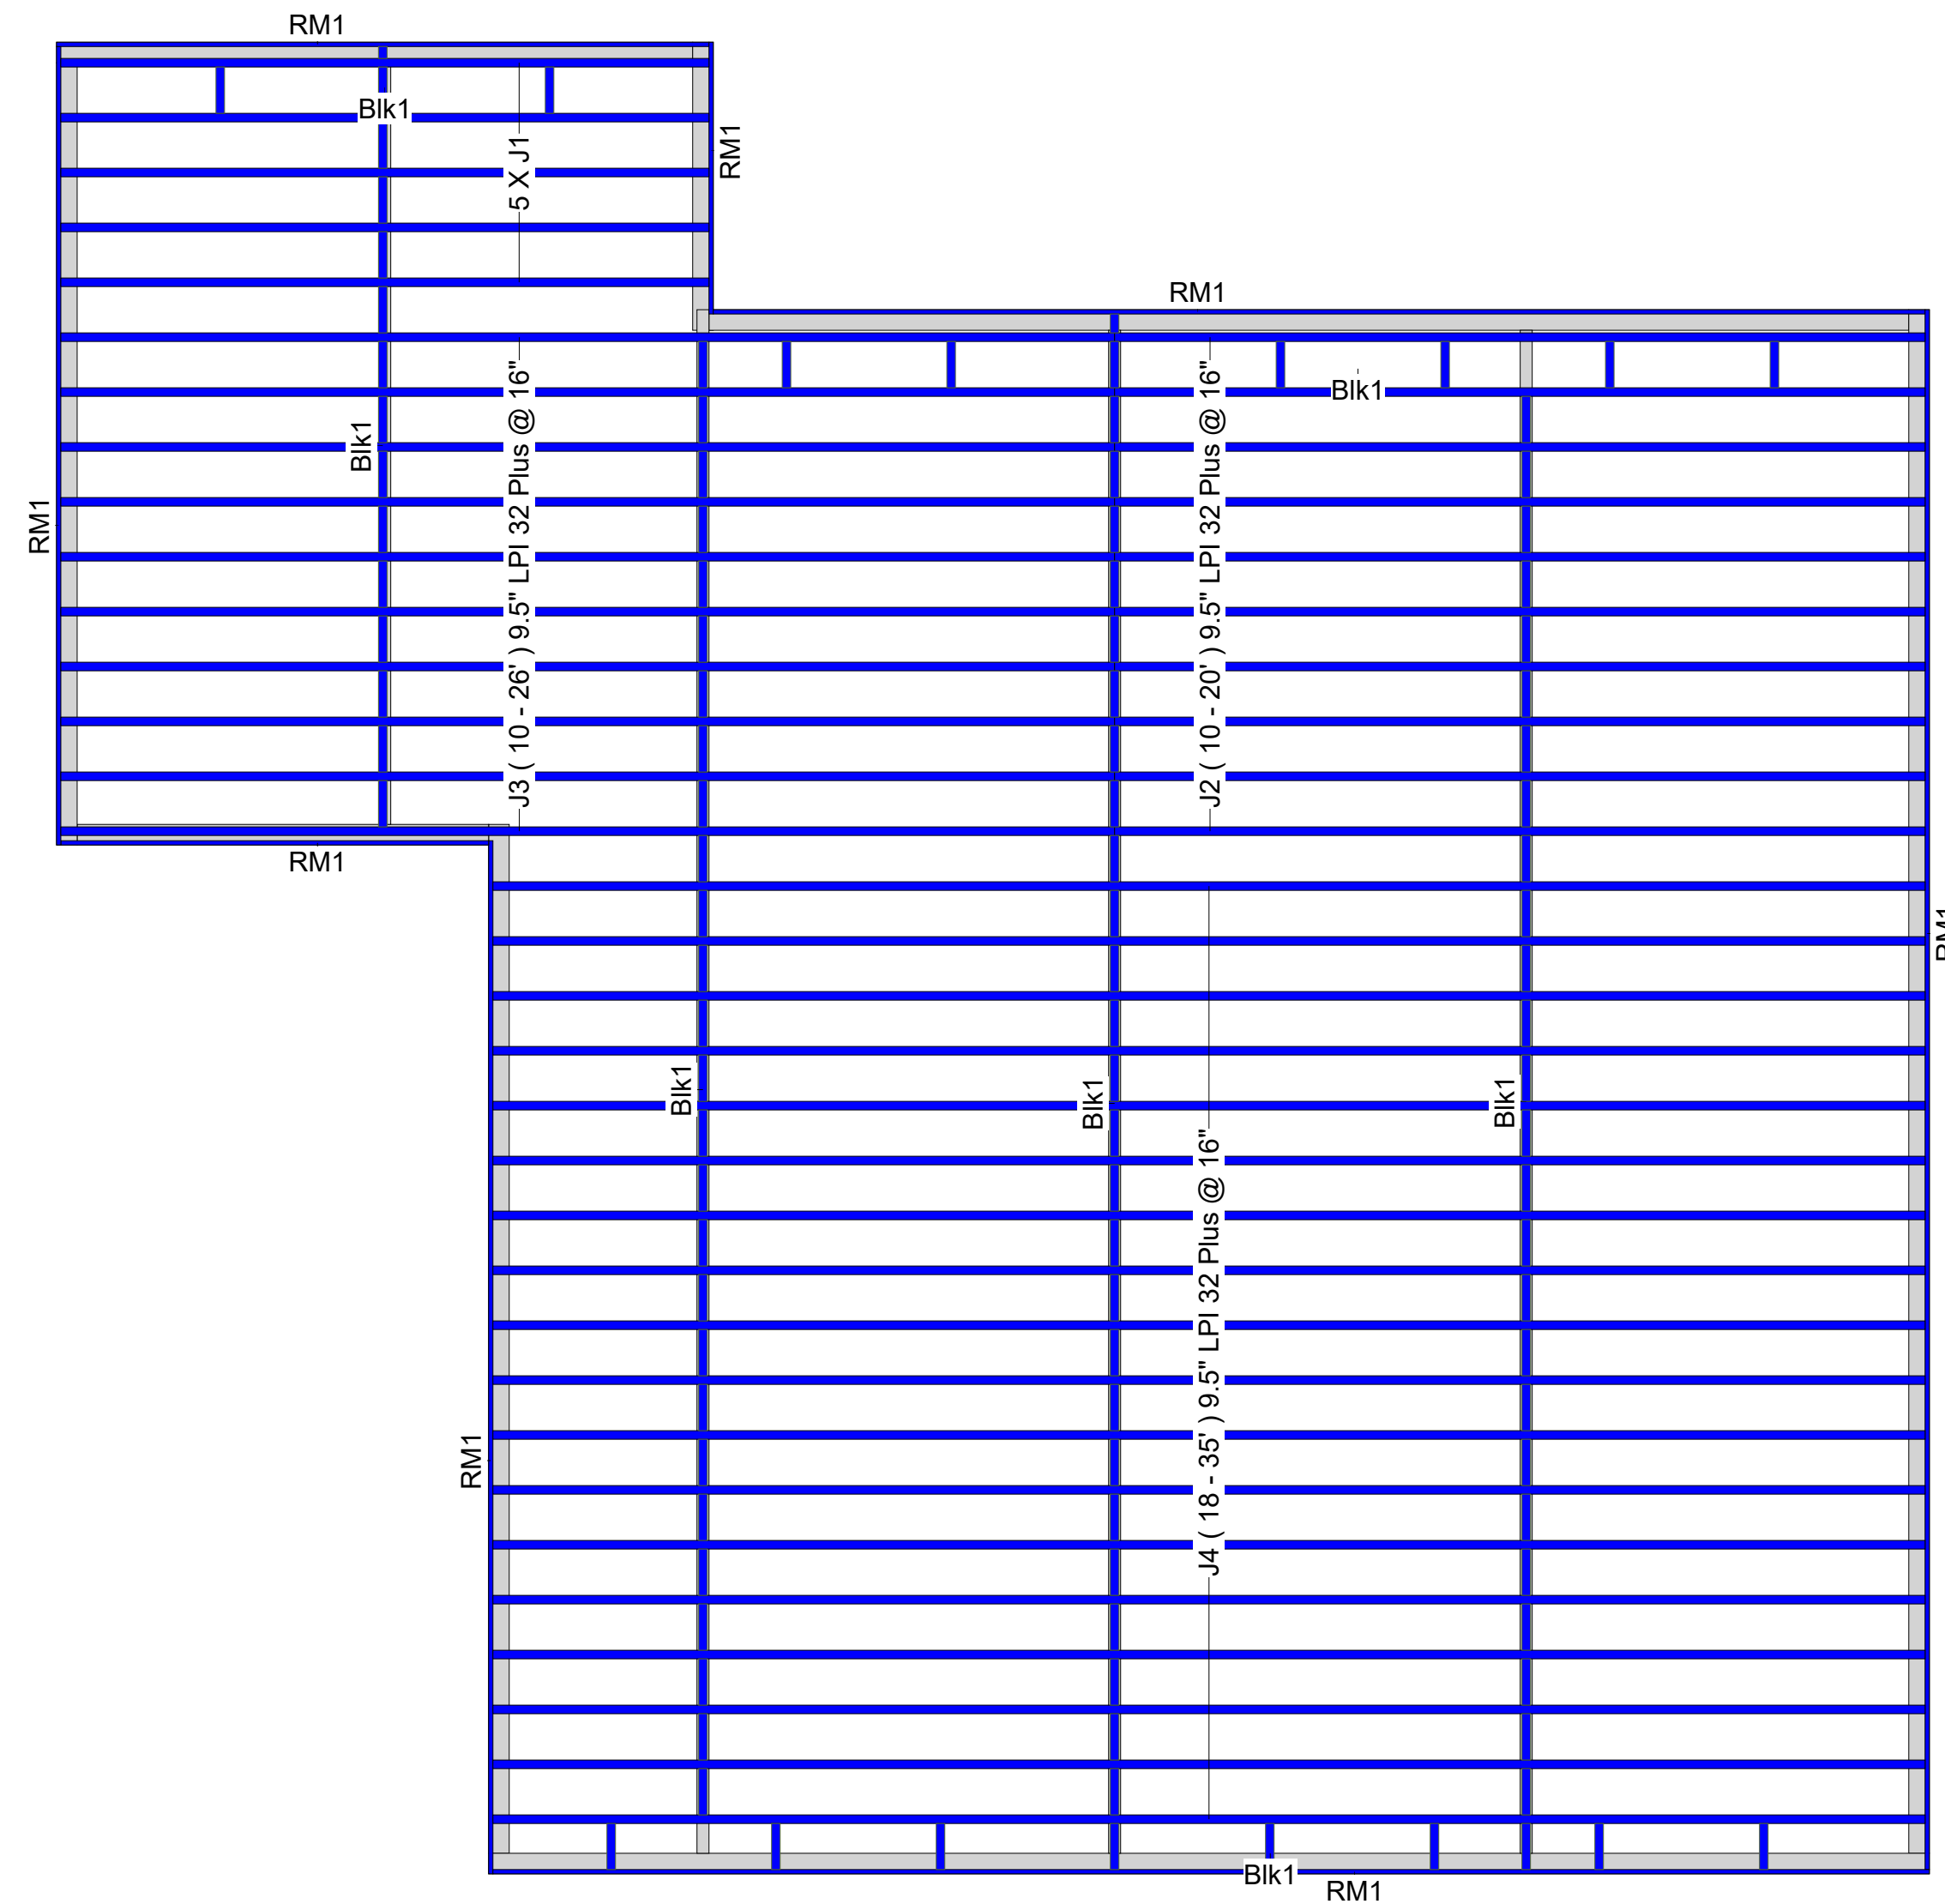 RM1
Blk1
5 X J1
RM1
RM1
Blk1
Blk1
J3 ( 10 - 26' ) 9.5" LPI 32 Plus @ 16"
J2 ( 10 - 20' ) 9.5" LPI 32 Plus @ 16"
RM1
RM1
RM1
Blk1
Blk1
Blk1
J4 ( 18 - 35' ) 9.5" LPI 32 Plus @ 16"
RM1
Blk1
RM1